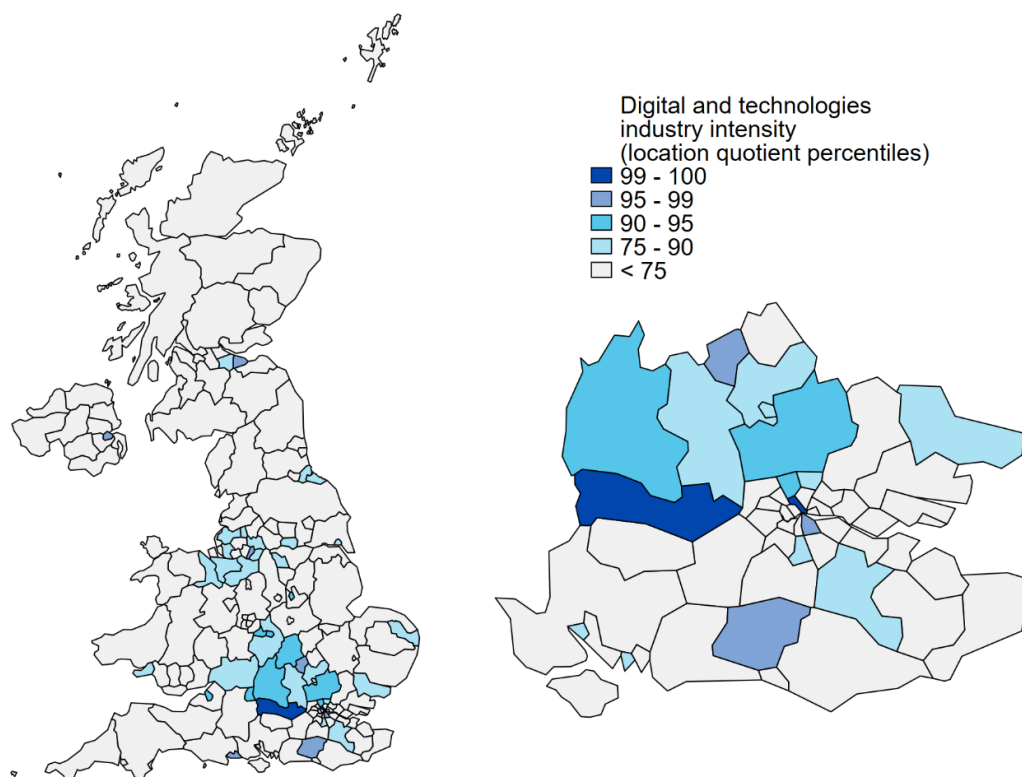 Digital and technologies
industry intensity
(location quotient percentiles)
99 - 100
95 - 99
90 - 95
75 - 90
< 75